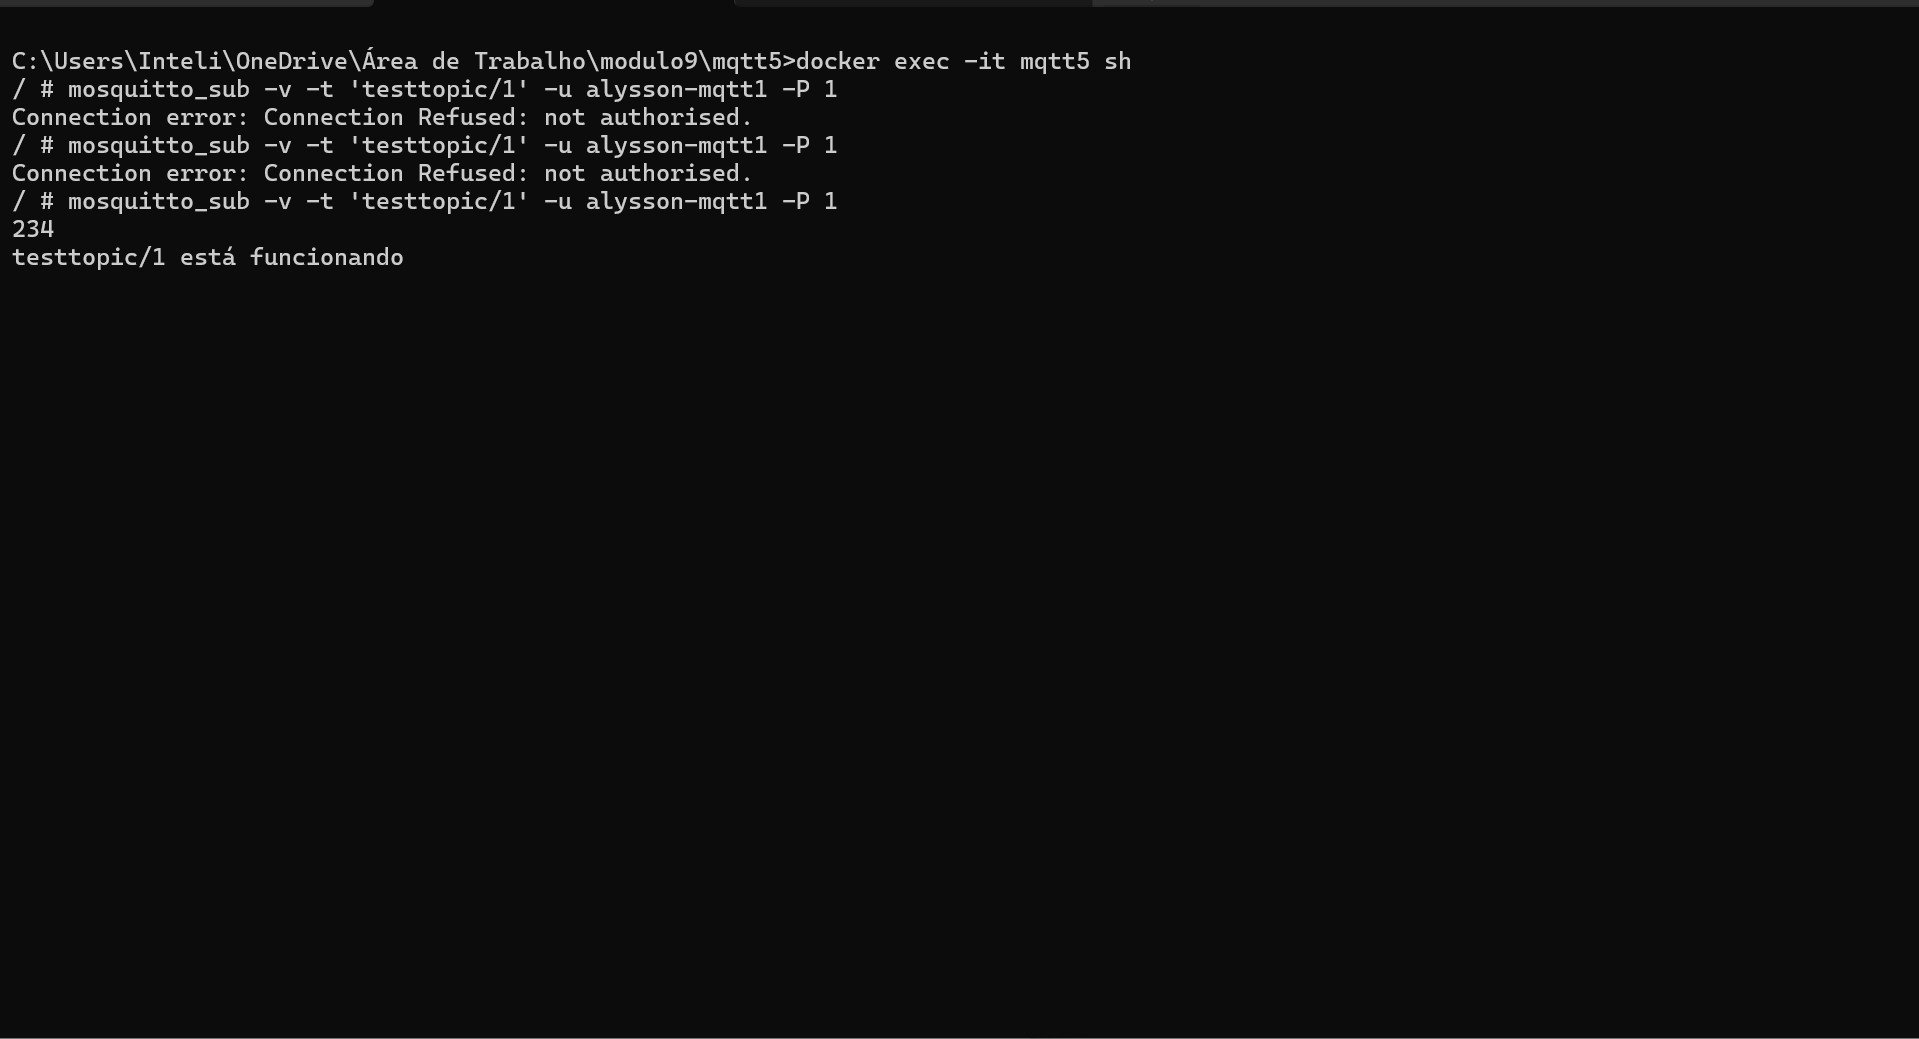 C:\Users\Inteli\OneDrive\Área de Trabalho\modulo9\mqtt5>docker exec -it mqtt5 sh
/ # mosquitto_sub -v -t 'testtopic/1' -u alysson-mqtt1 -P 1
Connection error: Connection Refused: not authorised.
/ # mosquitto_sub -v -t 'testtopic/1' -u alysson-mqtt1 -P 1
Connection error: Connection Refused: not authorised.
/ # mosquitto_sub -v -t 'testtopic/1' -u alysson-mqtt1 -P 1
234
testtopic/1 está funcionando